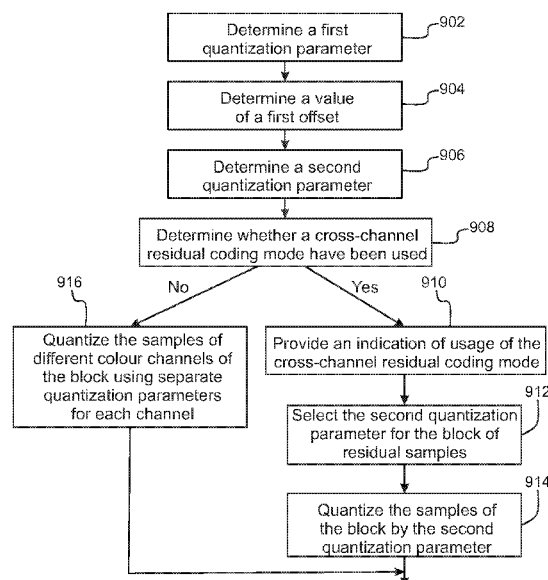 Determine a first
quantization parameter
902
Determine a value
of a first offset
904
Determine a second
quantization parameter
906
Determine whether a cross-channel
residual coding mode have been used
908
No
Yes
916
Quantize the samples of
different colour channels of
the block using separate
quantization parameters
for each channel
910
Provide an indication of usage of the
cross-channel residual coding mode
912
Select the second quantization
parameter for the block of
residual samples
914
Quantize the samples of
the block by the second
quantization parameter